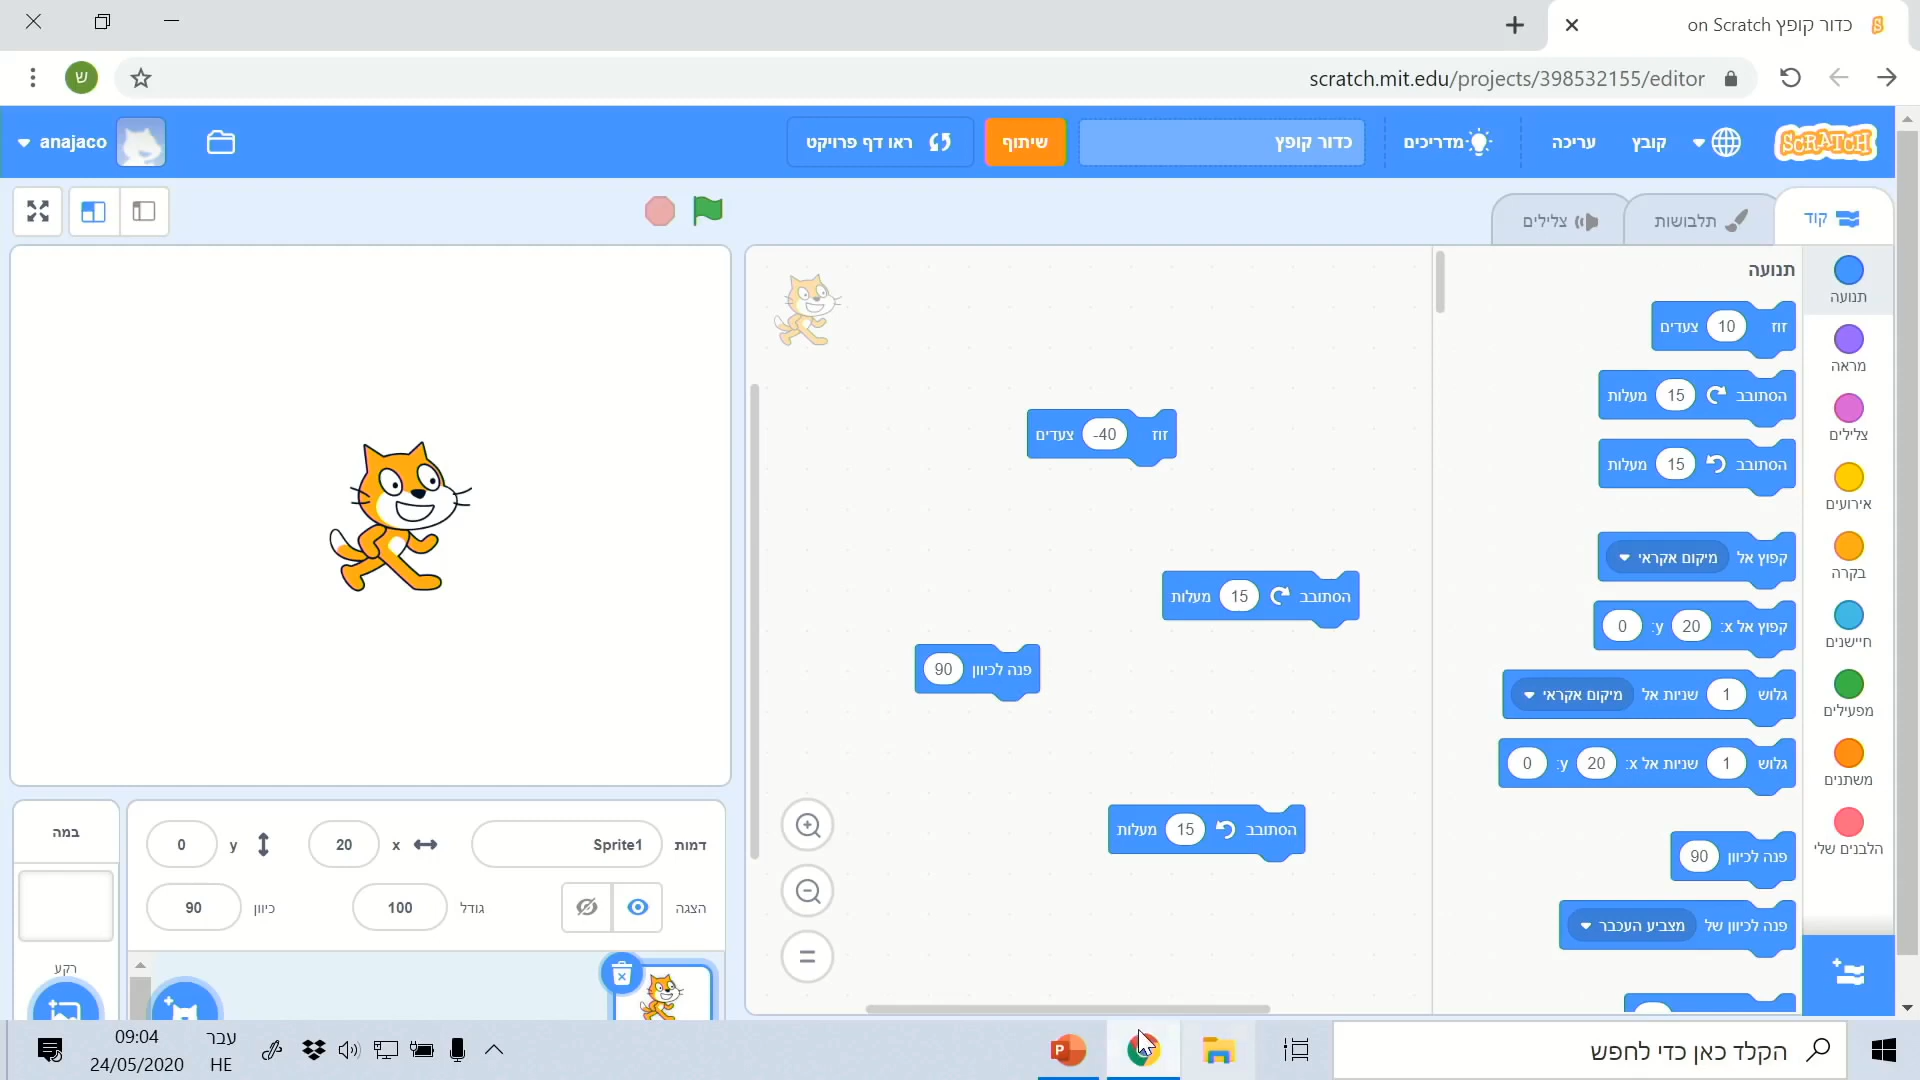 כדור קופץ on Scratch
scratch.mit.edu/projects/398532155/editor
ש
SCRATCH
קובץ
עריכה
מדריכים
כדור קופץ
שיתוף
ראו דף פרויקט
anajaco
קוד
תלבושות
צלילים
תנועה
מראה
צלילים
אירועים
בקרה
חיישנים
מפעילים
משתנים
הלבנים שלי
תנועה
זוז 10 צעדים
הסתובב 15 מעלות
הסתובב 15 מעלות
קפוץ אל מיקום אקראי
קפוץ אל x: 20 y: 0
גלוש 1 שניות אל מיקום אקראי
גלוש 1 שניות אל x: 20 y: 0
פנה לכיוון 90
פנה לכיוון של מצביע העכבר
זוז -40 צעדים
הסתובב 15 מעלות
פנה לכיוון 90
הסתובב 15 מעלות
דמות Sprite1 x 20 y 0
הצגה גודל 100 כיוון 90
במה
רקע
הקלד כאן כדי לחפש
עבר
HE
09:04
24/05/2020